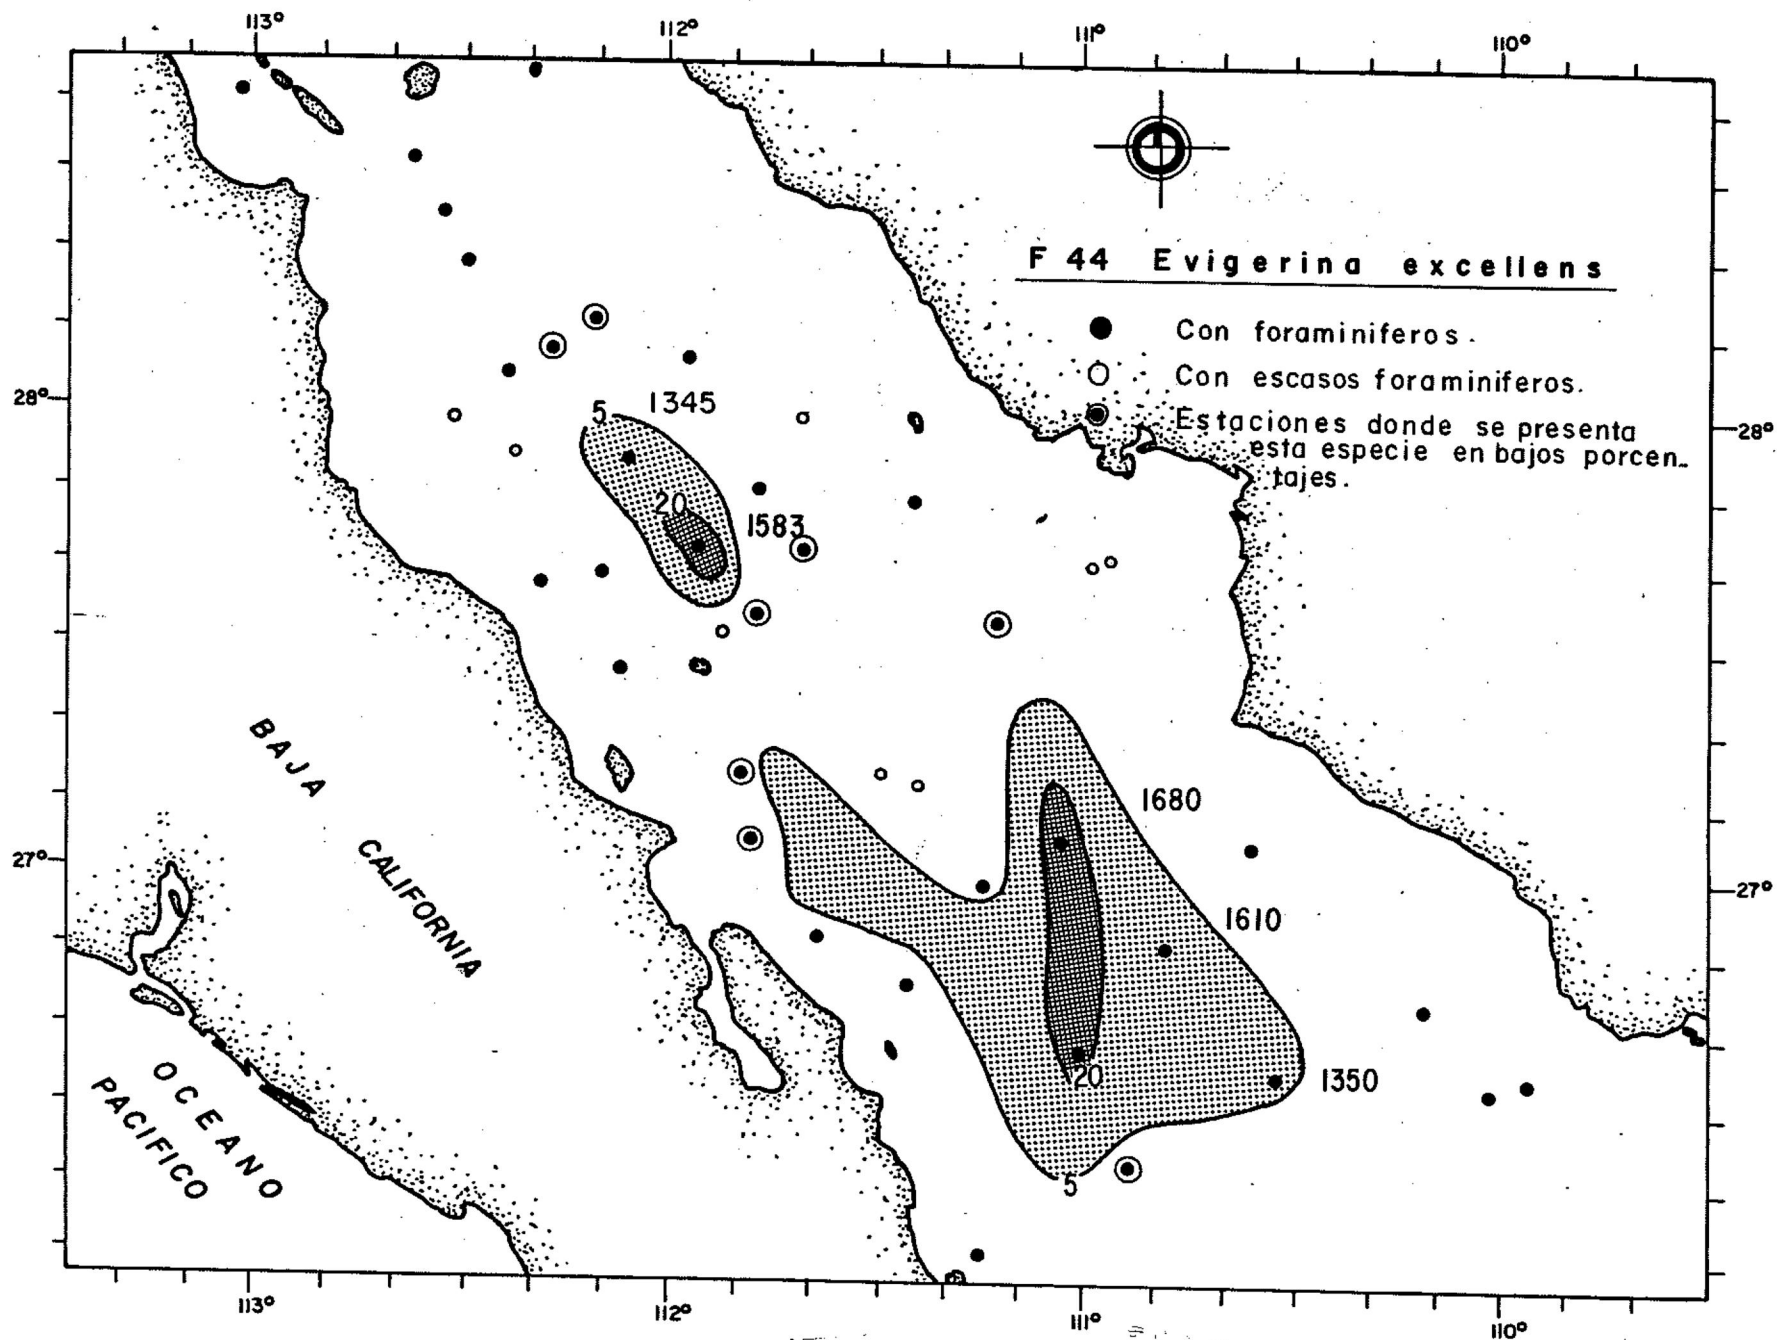 113° 112° 111° 110°
F 44 Evigerina excellens
Con foraminiferos.
Con escasos foraminiferos.
Estaciones donde se presenta
esta especie en bajos porcen-
tajes.
28°
28°
5
1345
20
1583
BAJA
CALIFORNIA
1680
27°
27°
1610
20
1350
5
OCEANO
PACIFICO
113° 112° 111° 110°